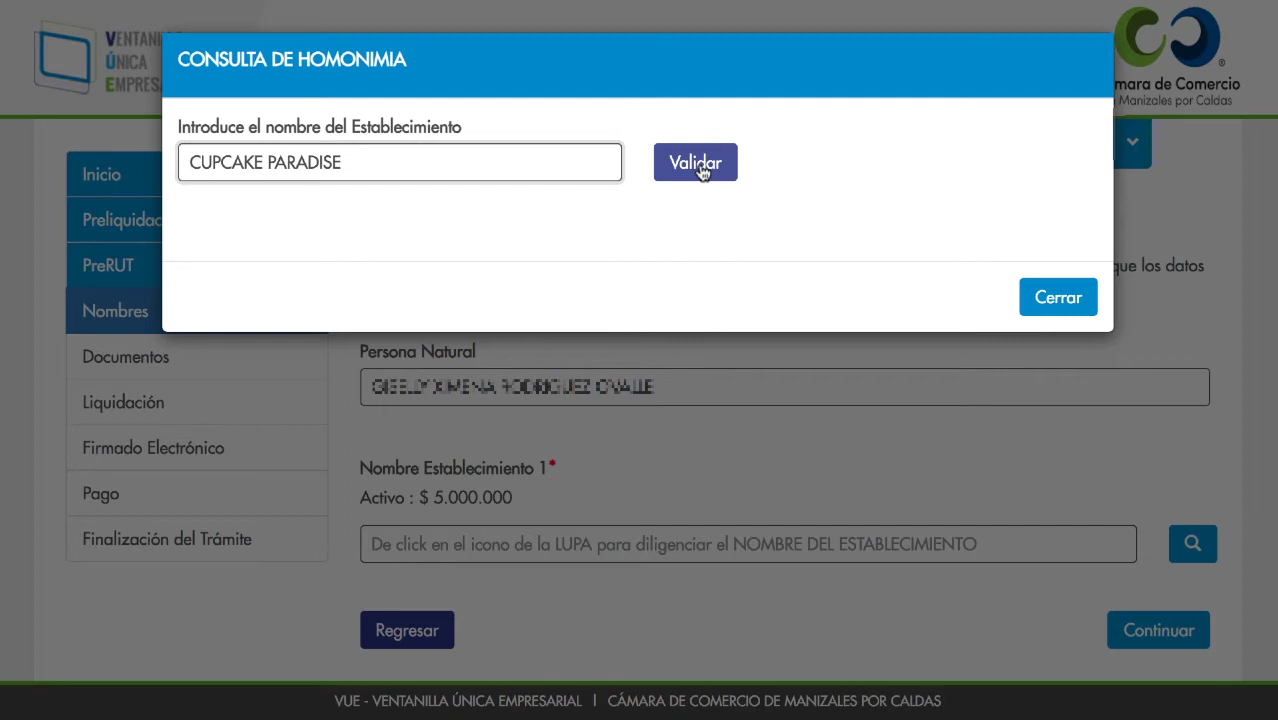 VENTANIL
ÚNICA
EMPRESA
mara de Comercio
Manizales por Caldas
CONSULTA DE HOMONIMIA
Introduce el nombre del Establecimiento
CUPCAKE PARADISE
Validar
Cerrar
Inicio
Preliquidac
PreRUT
Nombres
Documentos
Liquidación
Firmado Electrónico
Pago
Finalización del Trámite
que los datos
Persona Natural
Nombre Establecimiento 1*
Activo : $ 5.000.000
De click en el icono de la LUPA para diligenciar el NOMBRE DEL ESTABLECIMIENTO
Regresar
Continuar
VUE - VENTANILLA ÚNICA EMPRESARIAL | CÁMARA DE COMERCIO DE MANIZALES POR CALDAS